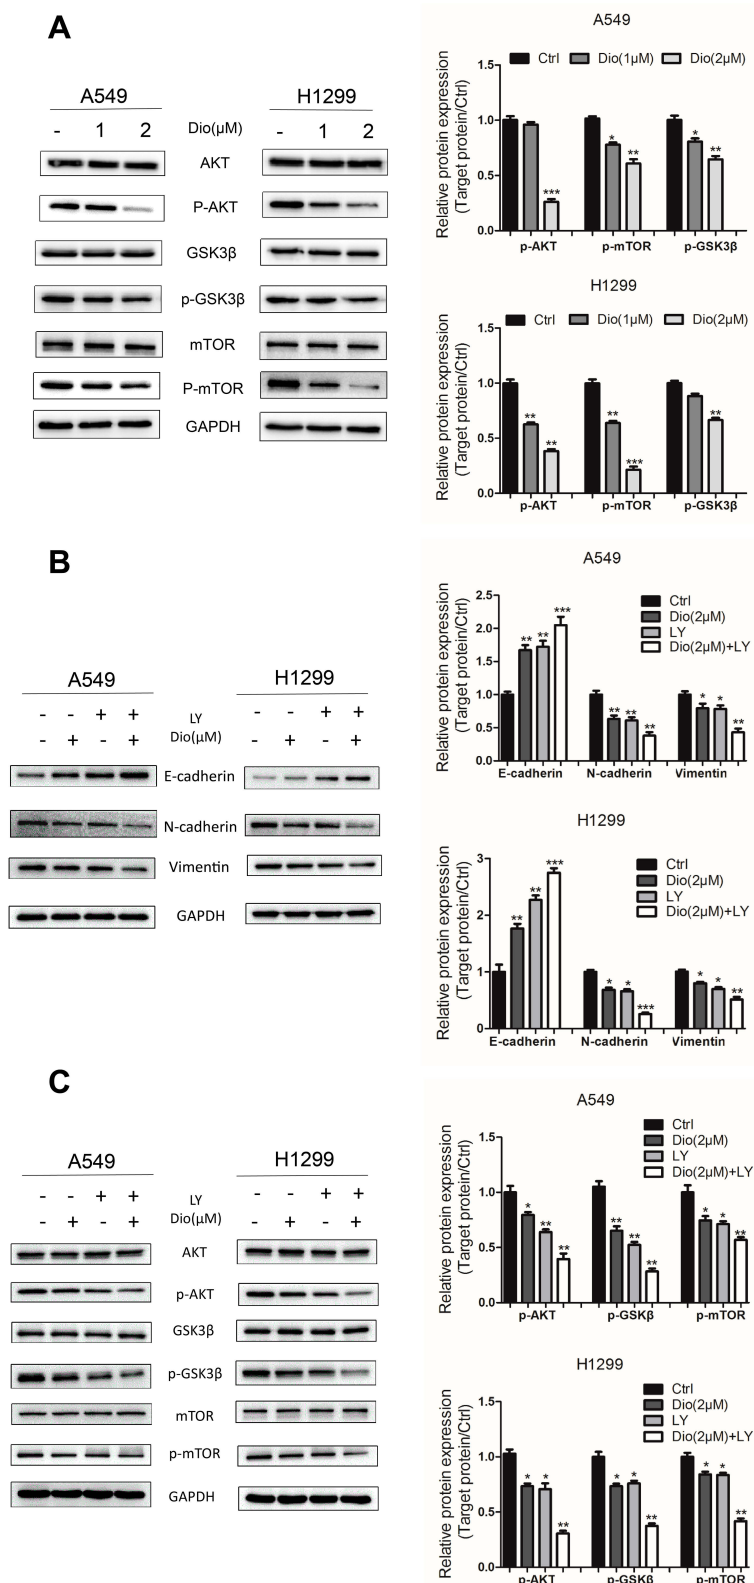 A
A549
H1299
- 1 2 Dio(μM) - 1 2
AKT
P-AKT
GSK3β
p-GSK3β
mTOR
P-mTOR
GAPDH
A549
Ctrl Dio(1μM) Dio(2μM)
Relative protein expression
(Target protein/Ctrl)
1.5
1.0
0.5
0.0
***
* **
* **
p-AKT p-mTOR p-GSK3β
H1299
Ctrl Dio(1μM) Dio(2μM)
Relative protein expression
(Target protein/Ctrl)
1.5
1.0
0.5
0.0
** **
** ***
**
p-AKT p-mTOR p-GSK3β
B
A549
H1299
- - + + LY - - + +
- + - + Dio(μM) - + - +
E-cadherin
N-cadherin
Vimentin
GAPDH
A549
Ctrl
Dio(2μM)
LY
Dio(2μM)+LY
Relative protein expression
(Target protein/Ctrl)
2.5
2.0
1.5
1.0
0.5
0.0
** ** ***
** ** **
* * **
E-cadherin N-cadherin Vimentin
H1299
Ctrl
Dio(2μM)
LY
Dio(2μM)+LY
Relative protein expression
(Target protein/Ctrl)
3
2
1
0
** ** ***
* * ***
* * **
E-cadherin N-cadherin Vimentin
C
A549
H1299
- - + + LY - - + +
- + - + Dio(μM) - + - +
AKT
p-AKT
GSK3β
p-GSK3β
mTOR
p-mTOR
GAPDH
A549
Ctrl
Dio(2μM)
LY
Dio(2μM)+LY
Relative protein expression
(Target protein/Ctrl)
1.5
1.0
0.5
0.0
* ** **
** ** **
* * **
p-AKT p-GSKβ p-mTOR
H1299
Ctrl
Dio(2μM)
LY
Dio(2μM)+LY
Relative protein expression
(Target protein/Ctrl)
1.5
1.0
0.5
0.0
* * **
* * **
* * **
p-AKT p-GSKβ p-mTOR